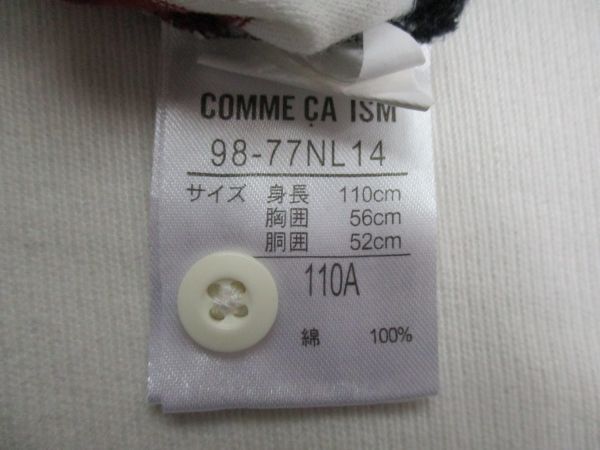 COMME ÇA ISM
98-77NL14
サイズ 身長 110cm
胸囲 56cm
胴囲 52cm
110A
綿 100%